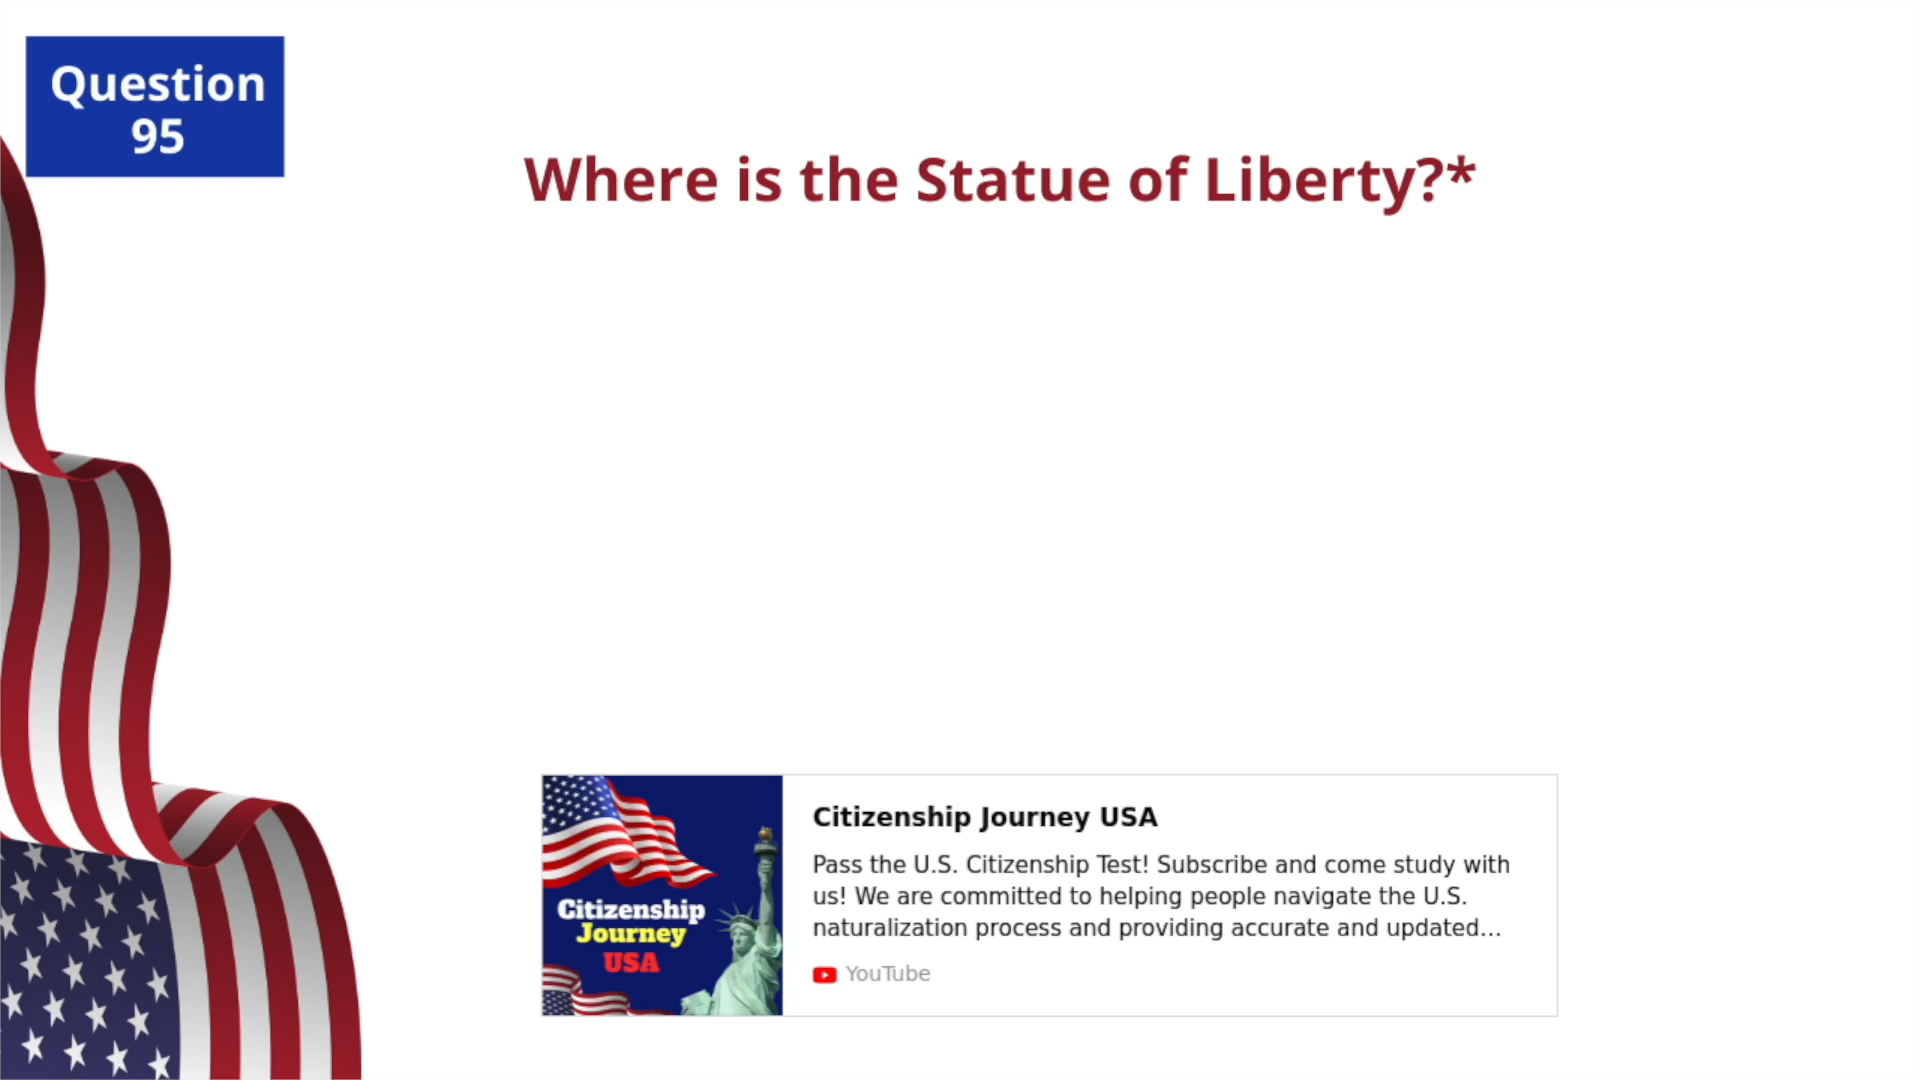 Question
95
Where is the Statue of Liberty?*
Citizenship
Journey
USA
Citizenship Journey USA
Pass the U.S. Citizenship Test! Subscribe and come study with
us! We are committed to helping people navigate the U.S.
naturalization process and providing accurate and updated...
YouTube